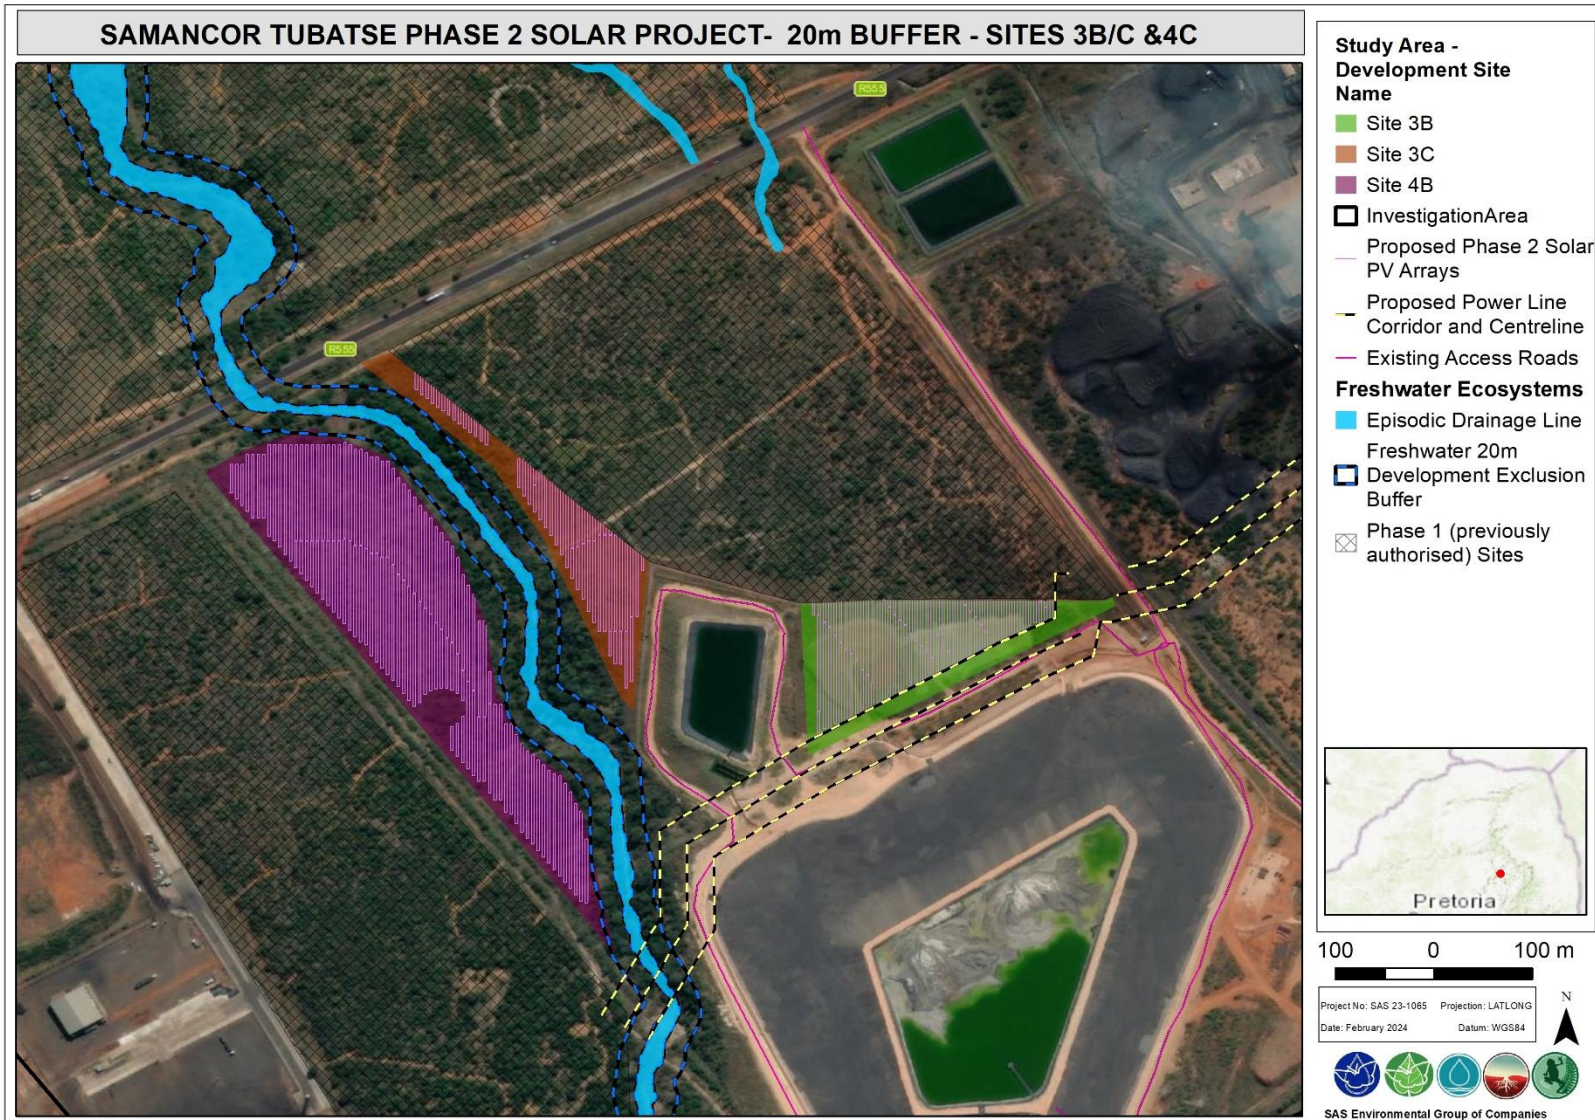 SAMANCOR TUBATSE PHASE 2 SOLAR PROJECT- 20m BUFFER - SITES 3B/C &4C
R555
R555
Study Area -
Development Site
Name
Site 3B
Site 3C
Site 4B
InvestigationArea
Proposed Phase 2 Solar
PV Arrays
Proposed Power Line
Corridor and Centreline
Existing Access Roads
Freshwater Ecosystems
Episodic Drainage Line
Freshwater 20m
Development Exclusion
Buffer
Phase 1 (previously
authorised) Sites
Pretoria
100 0 100 m
Project No: SAS 23-1065 Projection: LATLONG
Date: February 2024 Datum: WGS84
N
SAS Environmental Group of Companies